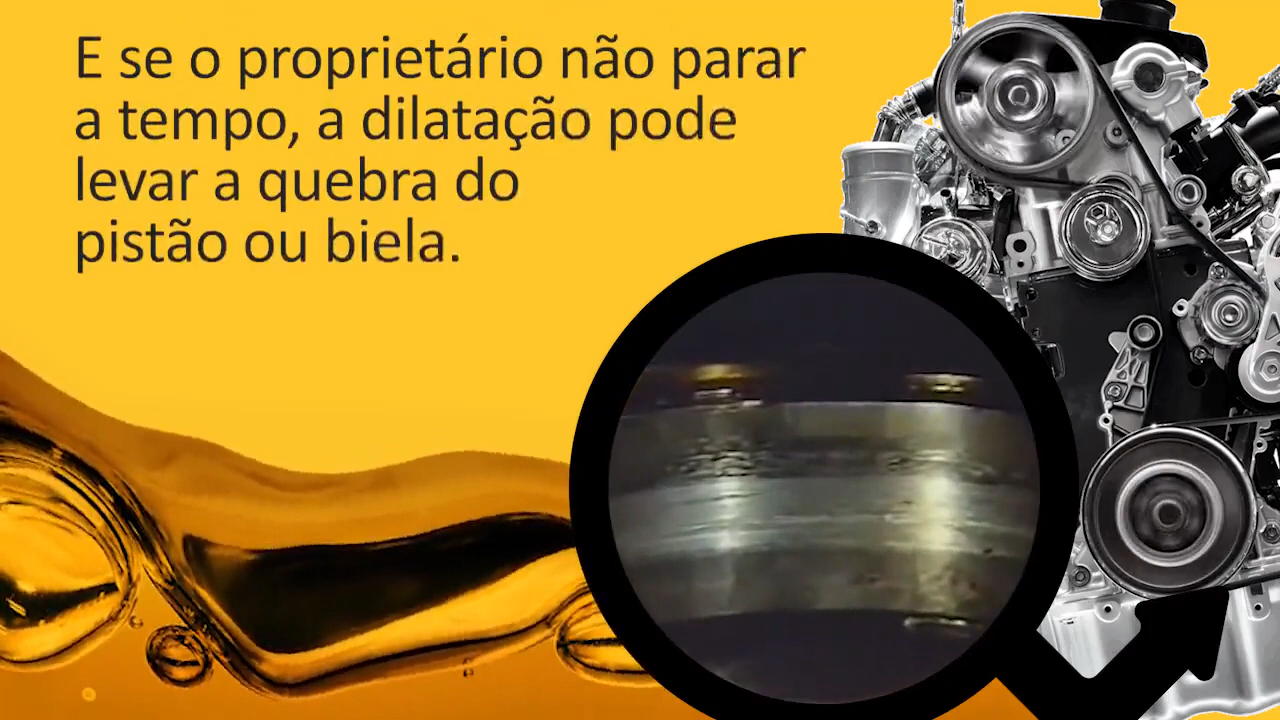 E se o proprietário não parar
a tempo, a dilatação pode
levar a quebra do
pistão ou biela.